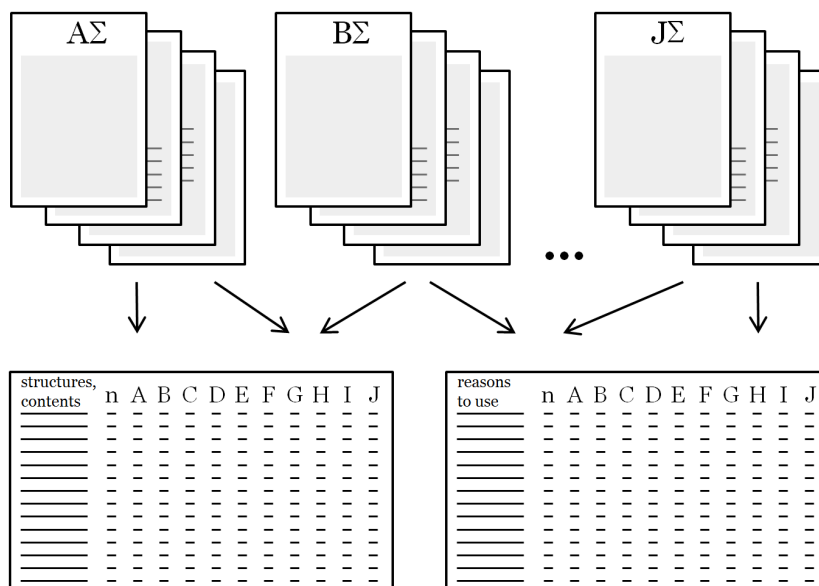 AΣ
BΣ
JΣ
...
structures,
contents n A B C D E F G H I J
reasons
to use n A B C D E F G H I J